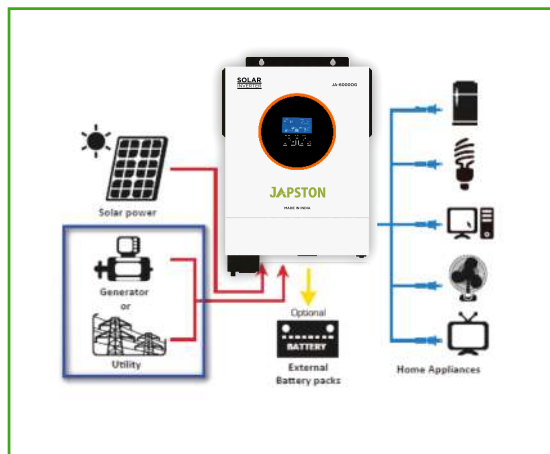 SOLAR
INVERTER
JA-6000OG
JAPSTON
MADE IN INDIA
Solar power
Generator
or
Utility
Optional
BATTERY
External
Battery packs
Home Appliances